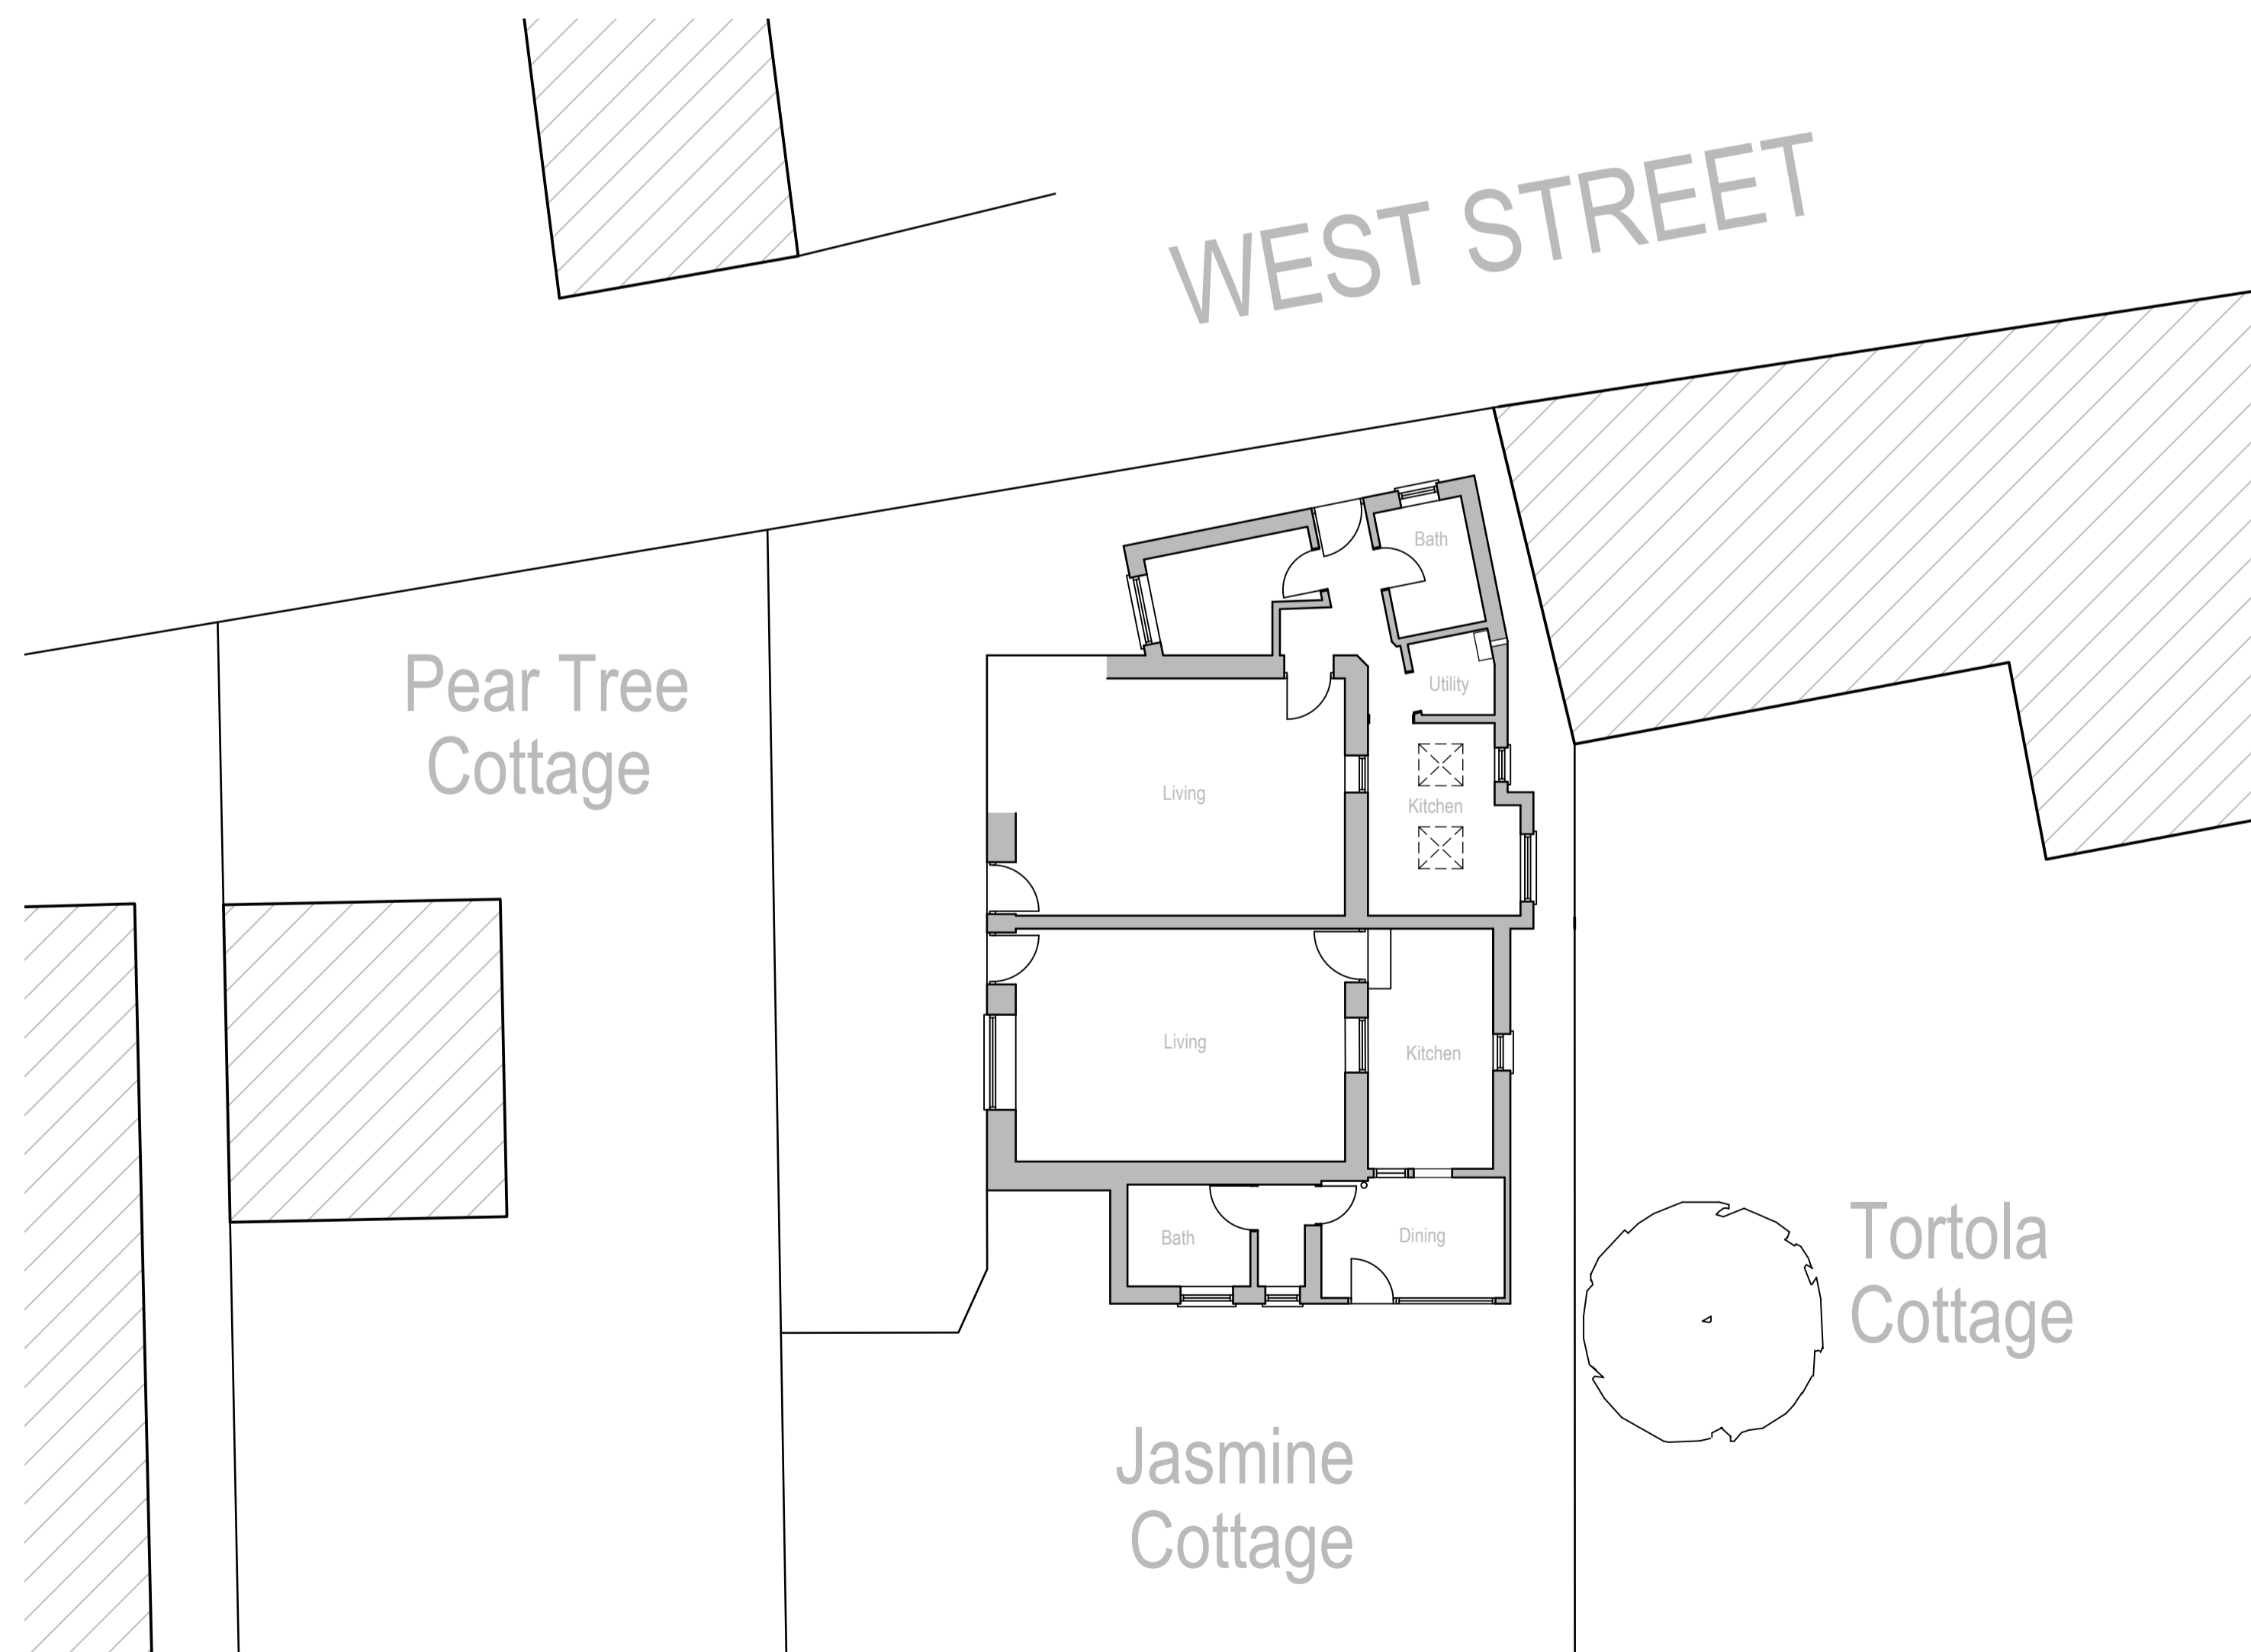 WEST STREET
Bath
Pear Tree
Cottage
Utility
Living
Kitchen
Living
Kitchen
Bath
Dining
Tortola
Cottage
Jasmine
Cottage